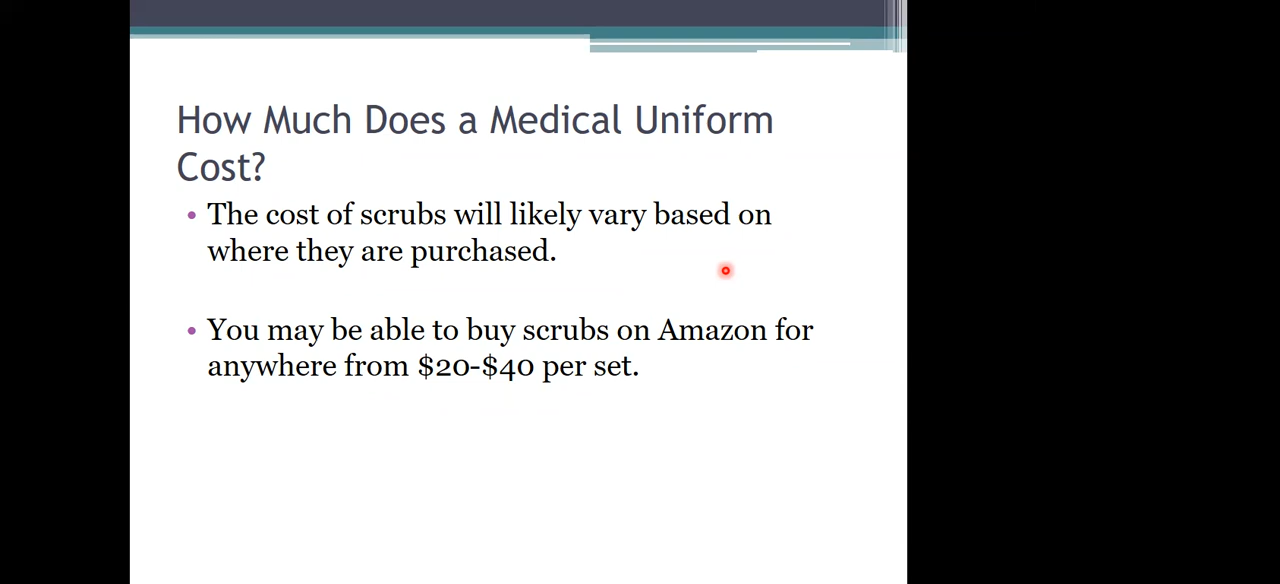 How Much Does a Medical Uniform
Cost?
• The cost of scrubs will likely vary based on
where they are purchased.
• You may be able to buy scrubs on Amazon for
anywhere from $20-$40 per set.